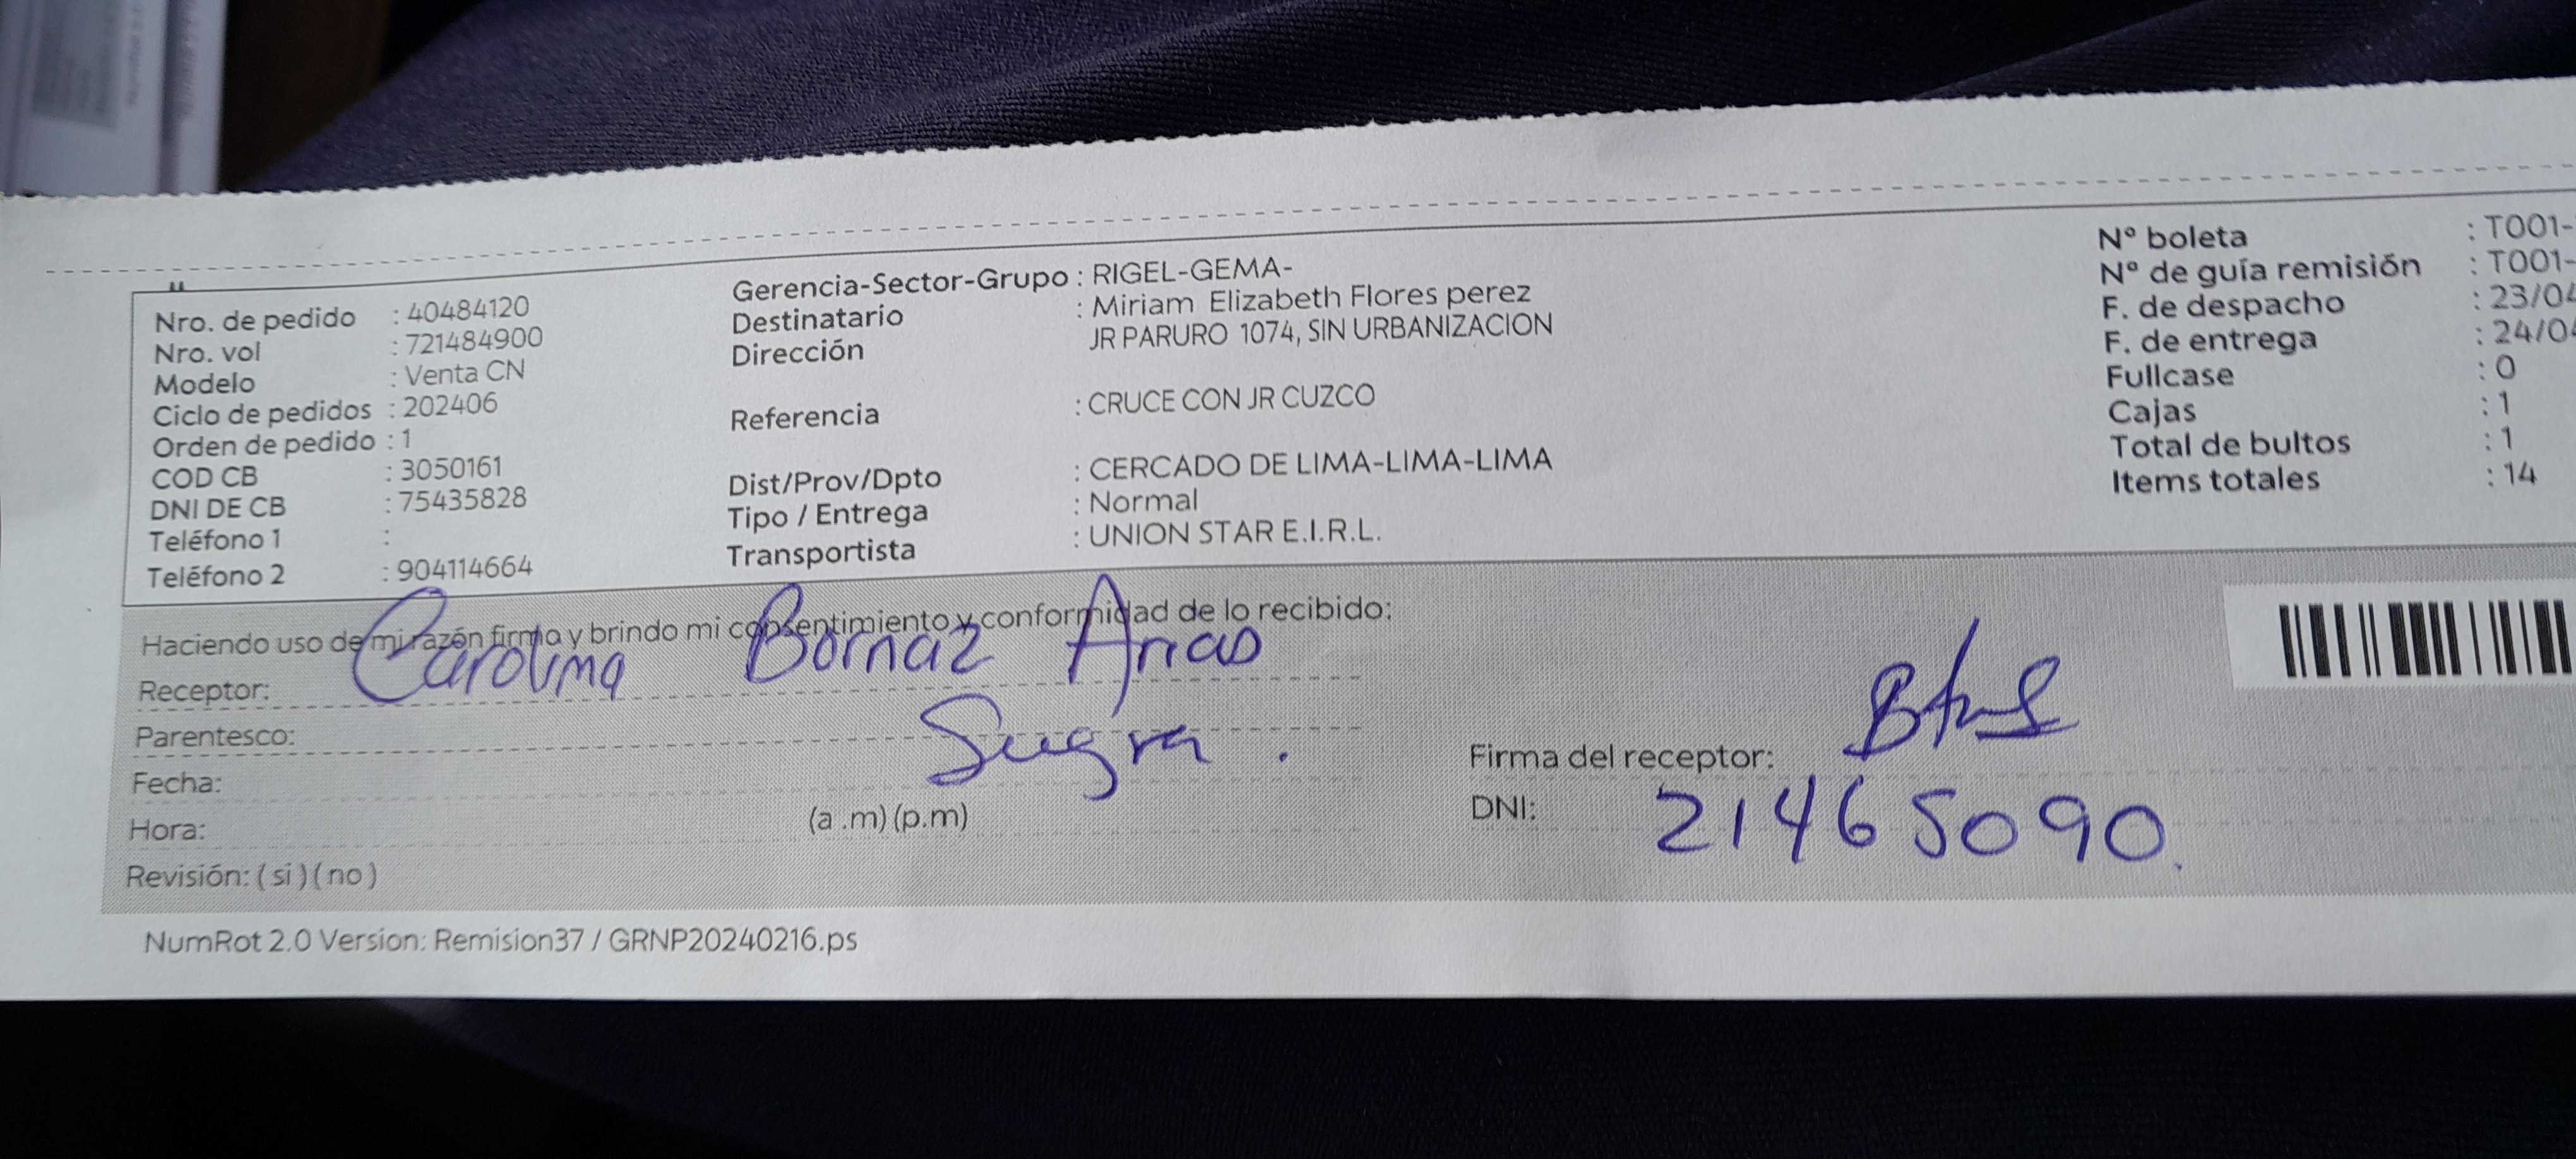 Nro. de pedido : 40484120
Nro. vol : 721484900
Modelo : Venta CN
Ciclo de pedidos : 202406
Orden de pedido : 1
COD CB : 3050161
DNI DE CB : 75435828
Teléfono 1 :
Teléfono 2 : 904114664
Gerencia-Sector-Grupo : RIGEL-GEMA-
Destinatario : Miriam Elizabeth Flores perez
Dirección : JR PARURO 1074, SIN URBANIZACION
Referencia : CRUCE CON JR CUZCO
Dist/Prov/Dpto : CERCADO DE LIMA-LIMA-LIMA
Tipo / Entrega : Normal
Transportista : UNION STAR E.I.R.L.
Nº boleta : T001-
Nº de guía remisión : T001-
F. de despacho : 23/04
F. de entrega : 24/04
Fullcase : 0
Cajas : 1
Total de bultos : 1
Items totales : 14
Haciendo uso de mi razón firmo y brindo mi consentimiento y conformidad de lo recibido:
Receptor: Carolina Bornaz Arias
Parentesco: Suegra.
Fecha:
Hora: (a .m) (p.m)
Revisión: ( si ) ( no )
Firma del receptor:
DNI: 21465090.
NumRot 2.0 Version: Remision37 / GRNP20240216.ps